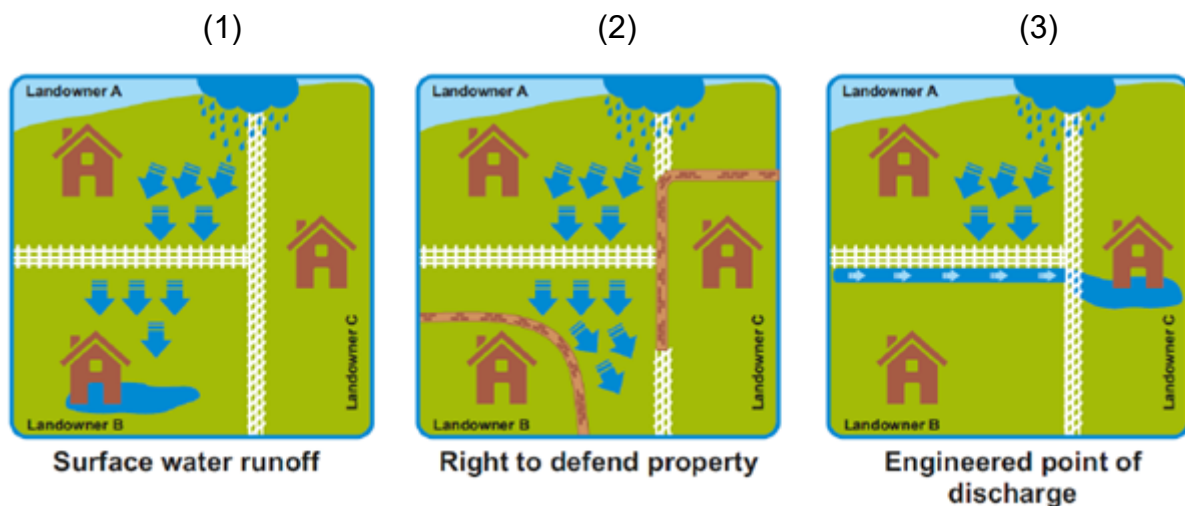 (1)
(2)
(3)
Landowner A
Landowner C
Landowner B
Surface water runoff
Landowner A
Landowner C
Landowner B
Right to defend property
Landowner A
Landowner C
Landowner B
Engineered point of
discharge